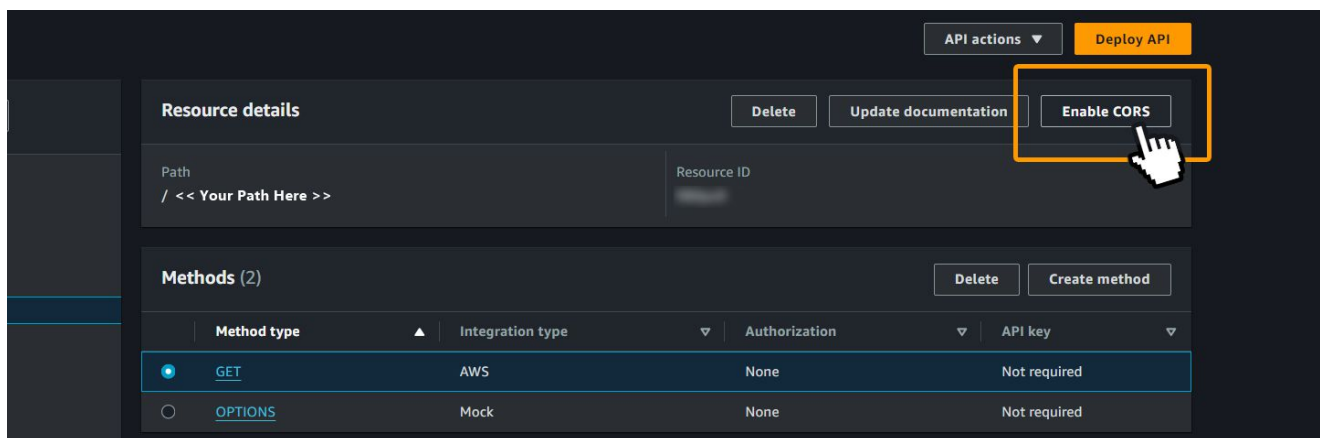 API actions ▼ Deploy API
Resource details Delete Update documentation Enable CORS
Path Resource ID
/ << Your Path Here >>
Methods (2) Delete Create method
Method type Integration type Authorization API key
GET AWS None Not required
OPTIONS Mock None Not required